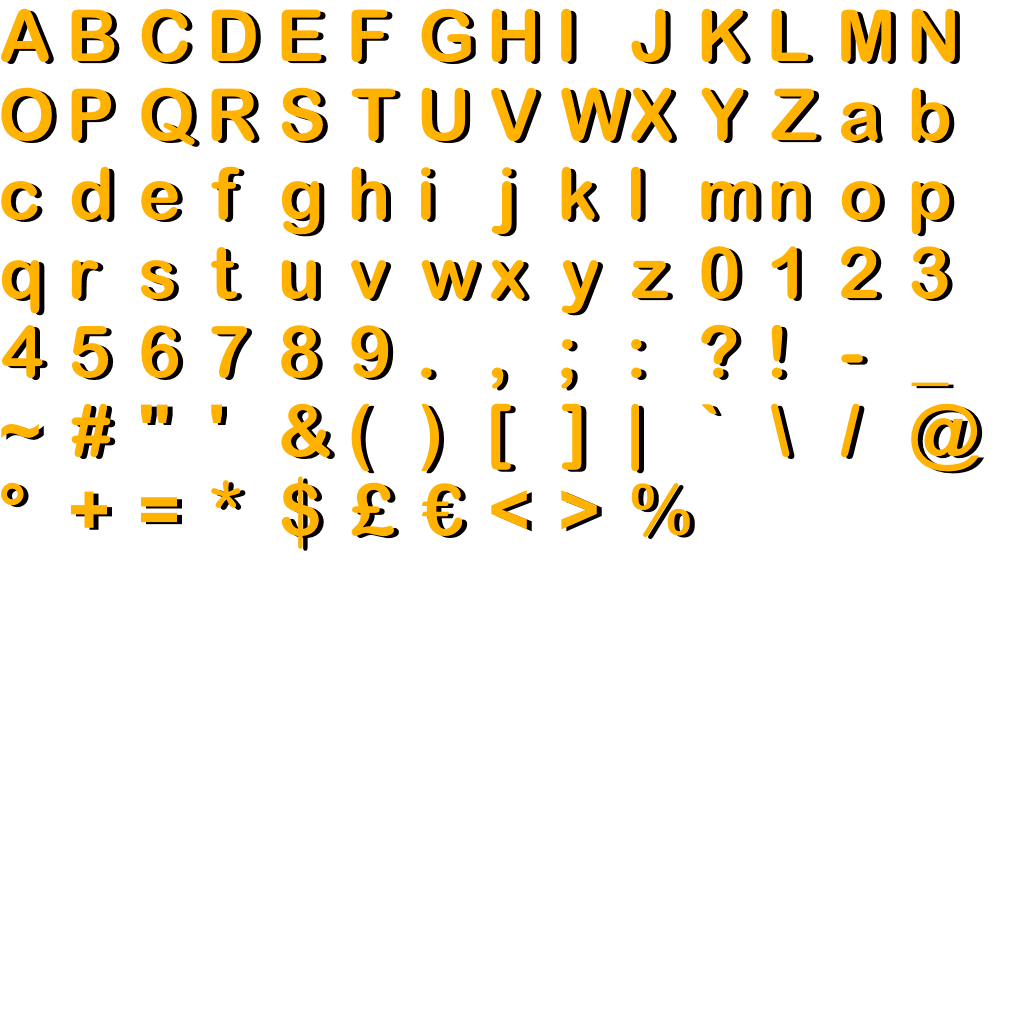 A B C D E F G H I J K L M N
O P Q R S T U V W X Y Z a b
c d e f g h i j k l m n o p
q r s t u v w x y z 0 1 2 3
4 5 6 7 8 9 . , ; : ? ! - _
~ # " ' & ( ) [ ] | ` \ / @
° + = * $ £ € < > %